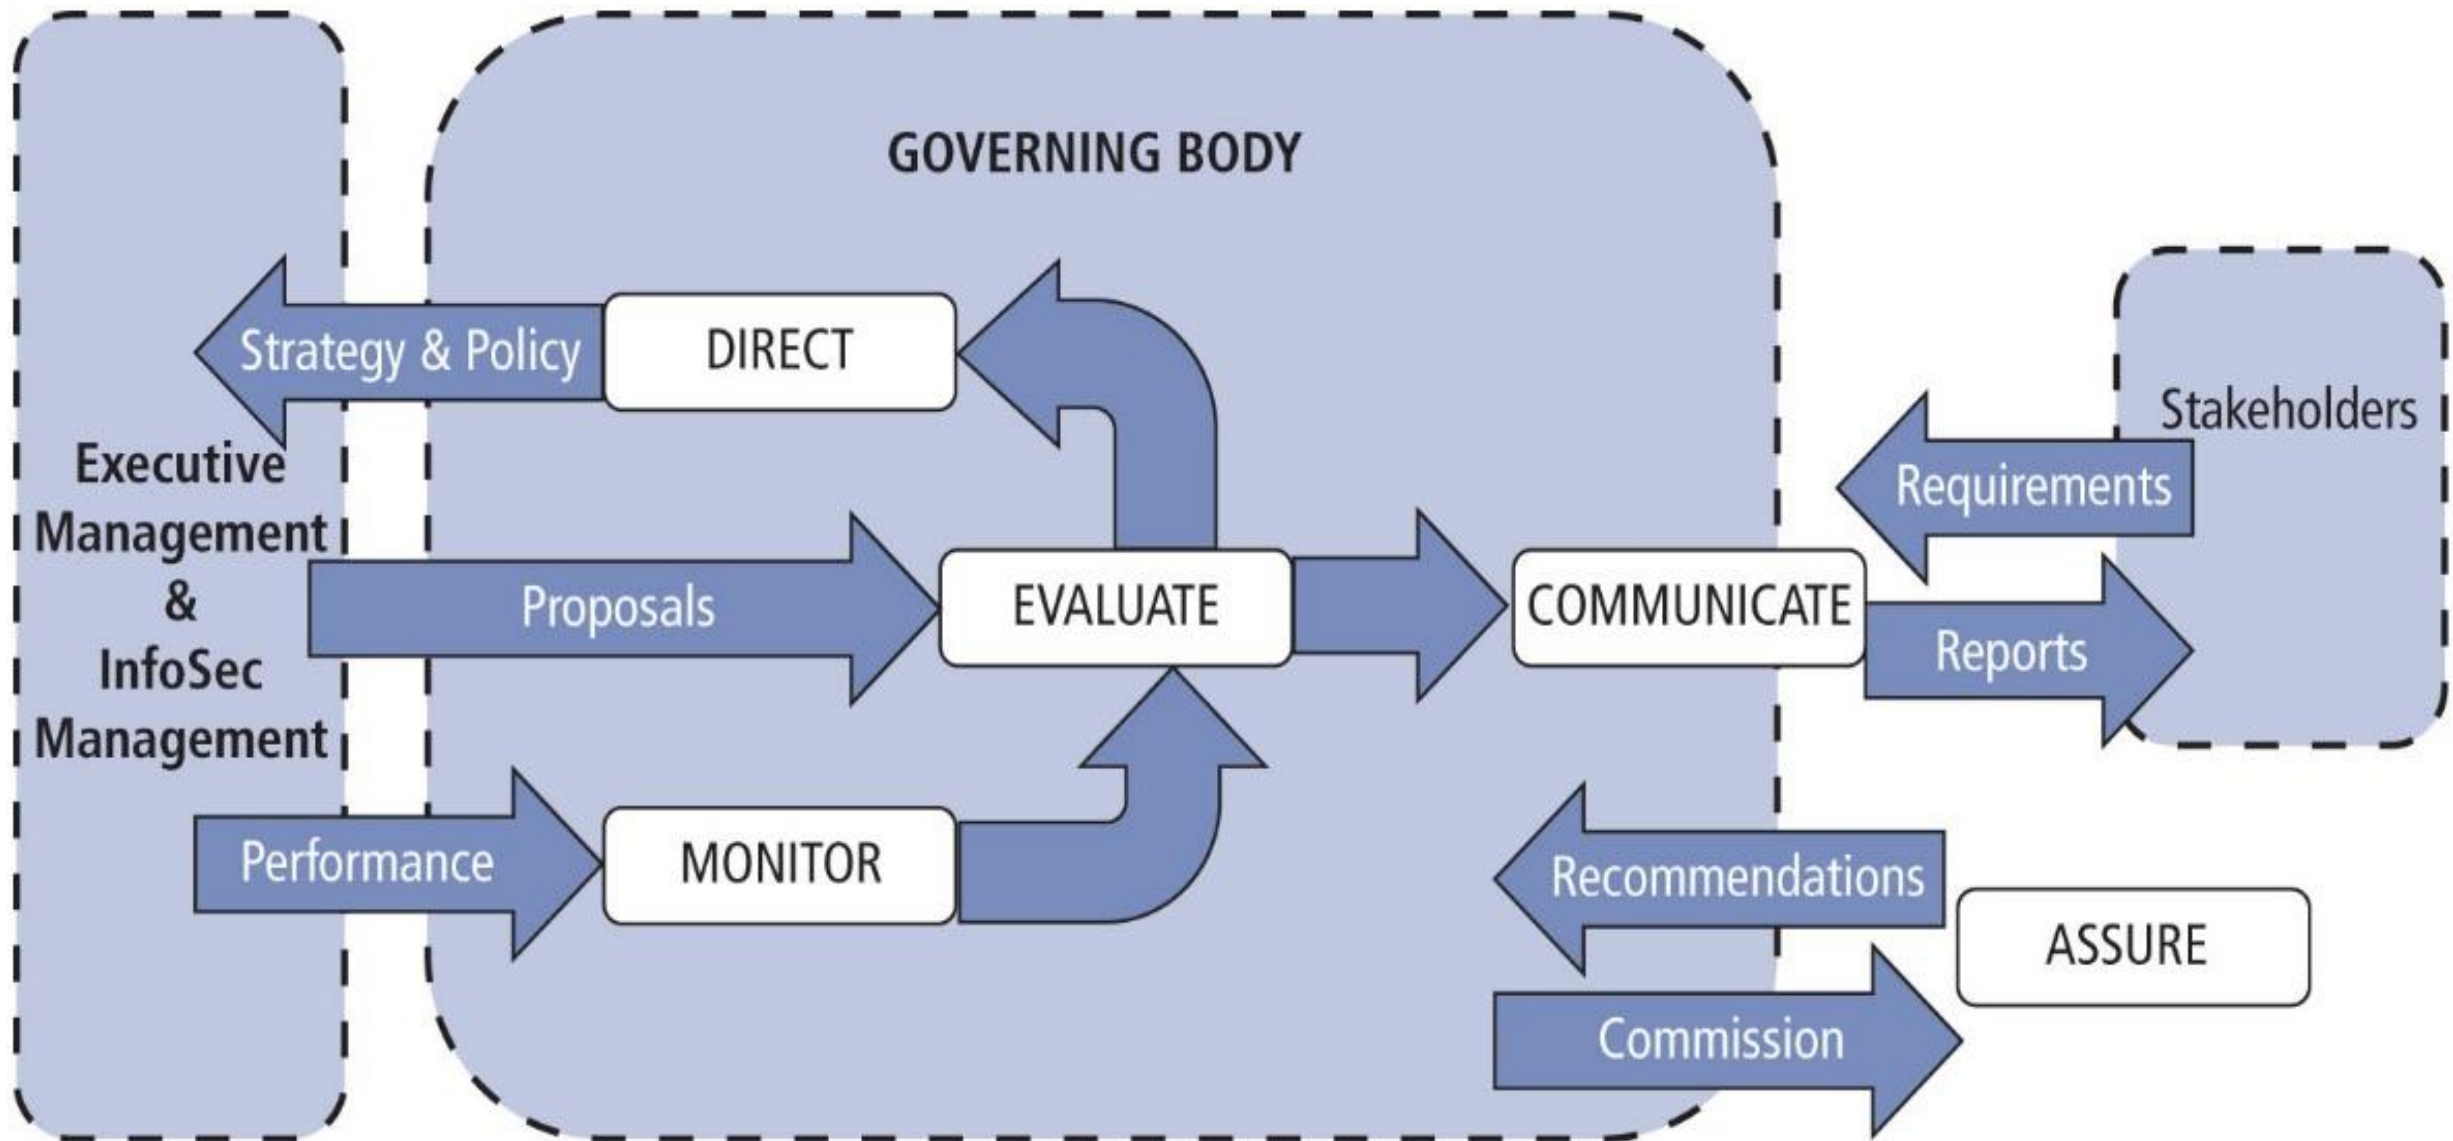 GOVERNING BODY
Strategy & Policy
DIRECT
Executive
Management
&
InfoSec
Management
Proposals
EVALUATE
COMMUNICATE
Stakeholders
Requirements
Reports
Performance
MONITOR
Recommendations
ASSURE
Commission